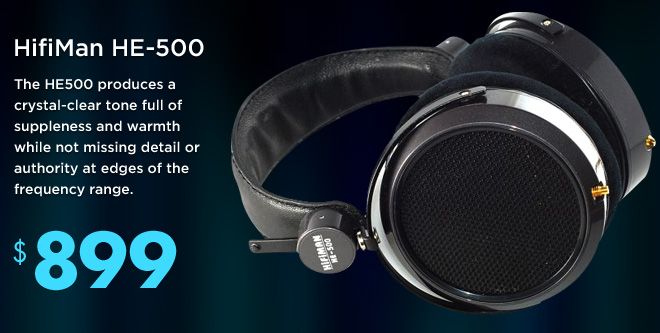 HifiMan HE-500
The HE500 produces a
crystal-clear tone full of
suppleness and warmth
while not missing detail or
authority at edges of the
frequency range.
$899
HIFIMAN
HE-500